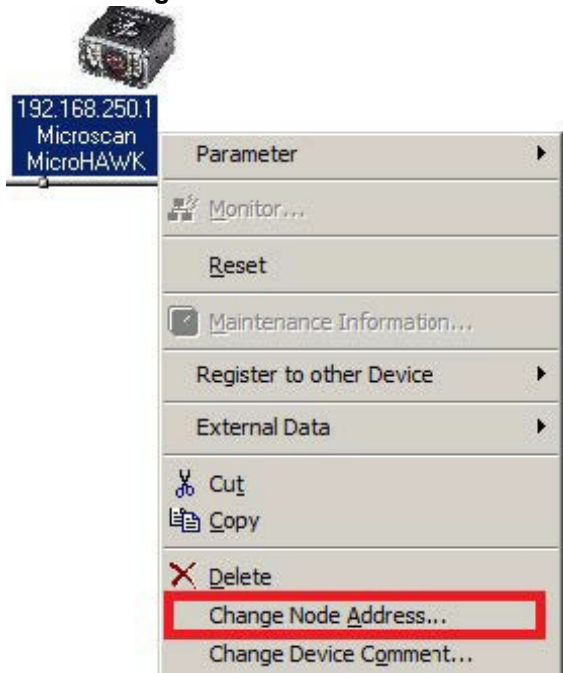 192.168.250.1
Microscan
MicroHAWK
Parameter
Monitor...
Reset
Maintenance Information...
Register to other Device
External Data
Cut
Copy
Delete
Change Node Address...
Change Device Comment...